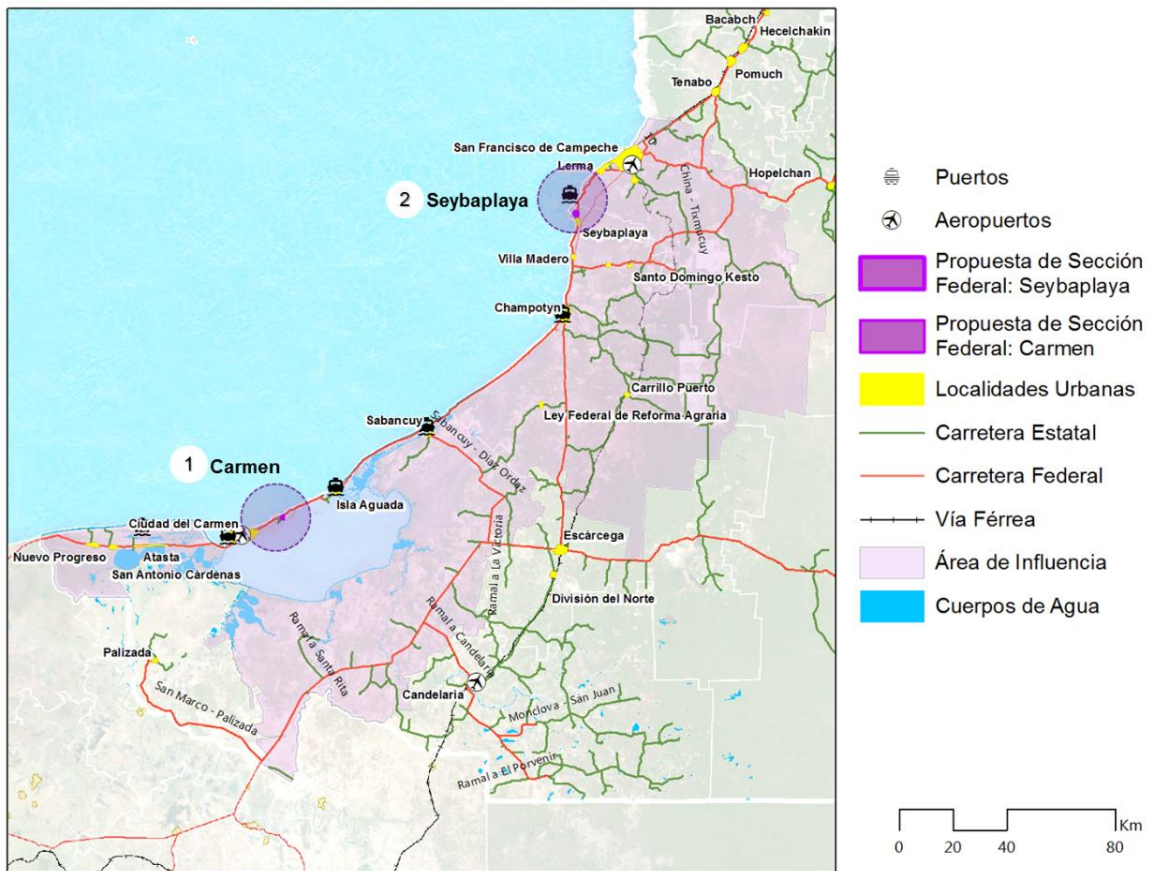 Bacabch
Hecelchakin
Pomuch
Tenabo
San Francisco de Campeche
10
Lerma
Hopelchan
China - Tixmucuy
2 Seybaplaya
Seybaplaya
Villa Madero
Santo Domingo Kesto
Champotyn
Carrillo Puerto
Ley Federal de Reforma Agraria
Sabancuy
Sabancuy - Diaz Ordaz
1 Carmen
Isla Aguada
Ciudad del Carmen
Nuevo Progreso
Atasta
San Antonio Cárdenas
Escárcega
Ramal a La Victoria
División del Norte
Ramal a Candelaria
Ramal a Santa Rita
Palizada
San Marco - Palizada
Candelaria
Monclova - San Juan
Ramal a El Porvenir
Puertos
Aeropuertos
Propuesta de Sección
Federal: Seybaplaya
Propuesta de Sección
Federal: Carmen
Localidades Urbanas
Carretera Estatal
Carretera Federal
Vía Férrea
Área de Influencia
Cuerpos de Agua
Km
0 20 40 80